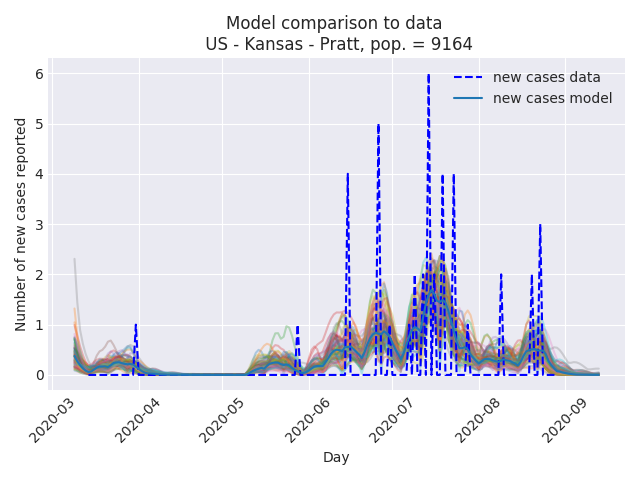 Model comparison to data
US - Kansas - Pratt, pop. = 9164
new cases data
new cases model
Number of new cases reported
6
5
4
3
2
1
0
2020-03
2020-04
2020-05
2020-06
2020-07
2020-08
2020-09
Day